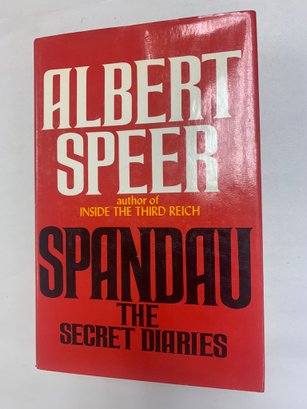 ALBERT
SPEER
author of
INSIDE THE THIRD REICH
SPANDAU
THE
SECRET DIARIES